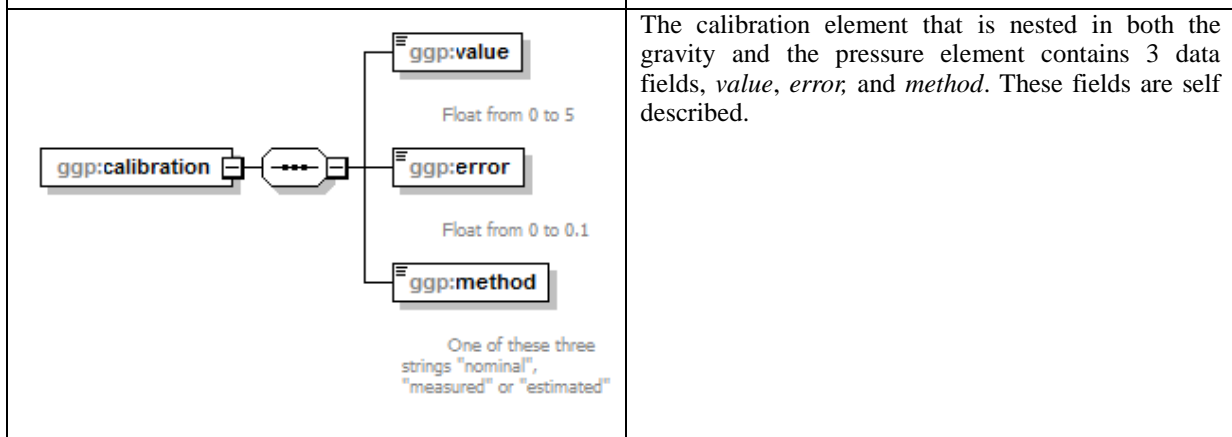 ggp:value
Float from 0 to 5
ggp:calibration
ggp:error
Float from 0 to 0.1
ggp:method
One of these three
strings "nominal",
"measured" or "estimated"
The calibration element that is nested in both the
gravity and the pressure element contains 3 data
fields, value, error, and method. These fields are self
described.